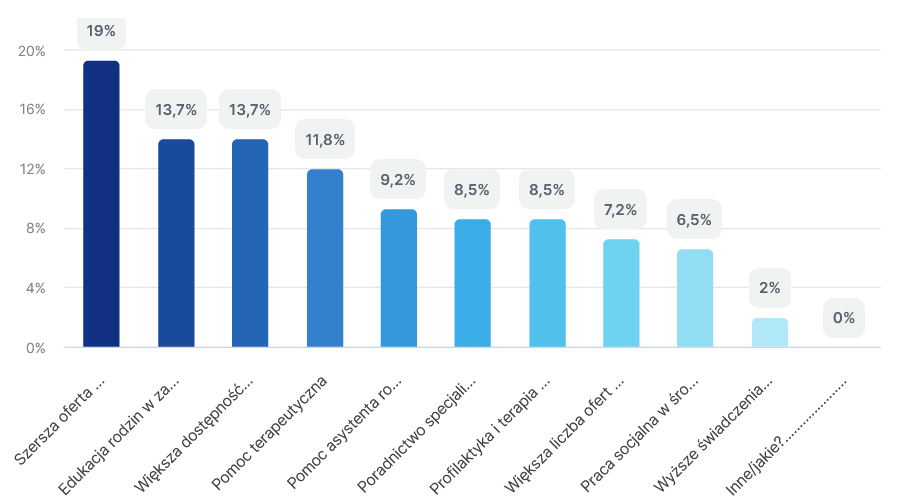 19%
20%
13,7%
13,7%
16%
11,8%
12%
9,2%
8,5%
8,5%
7,2%
6,5%
8%
4%
2%
0%
0%
Szersza oferta ...
Edukacja rodzin w za...
Większa dostępność...
Pomoc terapeutyczna
Pomoc asystenta ro...
Poradnictwo specjali...
Profilaktyka i terapia ...
Większa liczba ofert ...
Praca socjalna w śro...
Wyższe świadczenia...
Inne/jakie?..................